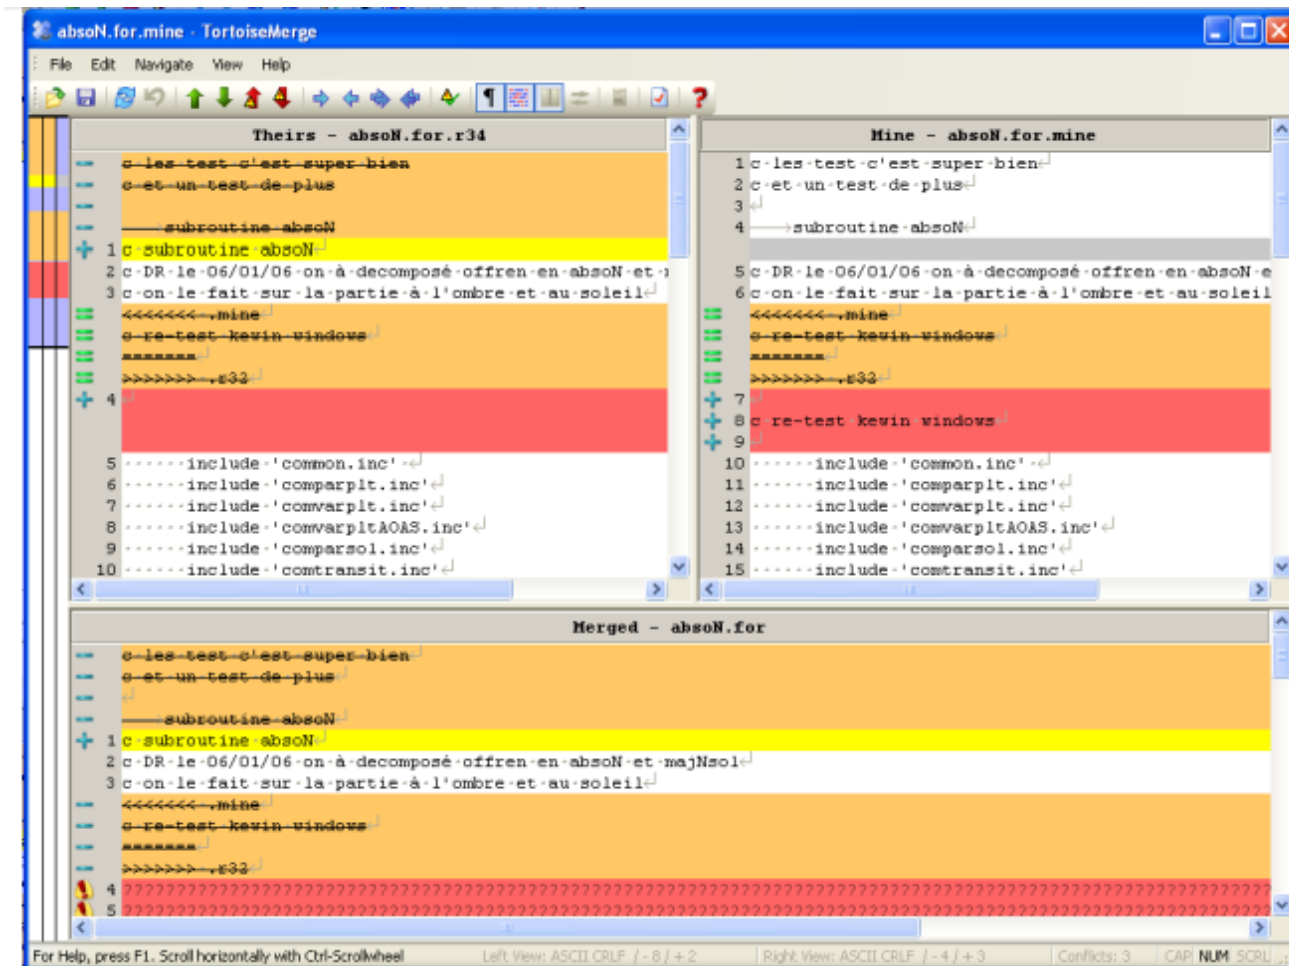 absoN.for.mine - TortoiseMerge
File Edit Navigate View Help
Theirs - absoN.for.r34
c·les·test·c'est·super·bien
c·et·un·test·de·plus
subroutine·absoN
1 c·subroutine·absoN
2 c·DR·le·06/01/06·on·à·decomposé·offren·en·absoN·et·
3 c·on·le·fait·sur·la·partie·à·l'ombre·et·au·soleil
<<<<<<<·.mine
c·re-test·kewin·windows
=======
>>>>>>>·.r32
4
5 ······include·'common.inc'·
6 ······include·'comparplt.inc'
7 ······include·'comvarplt.inc'
8 ······include·'comvarpltAOAS.inc'
9 ······include·'comparsol.inc'
10 ······include·'comtransit.inc'
Mine - absoN.for.mine
1 c·les·test·c'est·super·bien
2 c·et·un·test·de·plus
3
4 subroutine·absoN
5 c·DR·le·06/01/06·on·à·decomposé·offren·en·absoN·e
6 c·on·le·fait·sur·la·partie·à·l'ombre·et·au·soleil
<<<<<<<·.mine
c·re-test·kewin·windows
=======
>>>>>>>·.r32
7
8 c·re-test·kewin·windows
9
10 ······include·'common.inc'·
11 ······include·'comparplt.inc'
12 ······include·'comvarplt.inc'
13 ······include·'comvarpltAOAS.inc'
14 ······include·'comparsol.inc'
15 ······include·'comtransit.inc'
Merged - absoN.for
c·les·test·c'est·super·bien
c·et·un·test·de·plus
subroutine·absoN
1 c·subroutine·absoN
2 c·DR·le·06/01/06·on·à·decomposé·offren·en·absoN·et·majNsol
3 c·on·le·fait·sur·la·partie·à·l'ombre·et·au·soleil
<<<<<<<·.mine
c·re-test·kewin·windows
=======
>>>>>>>·.r32
4 ????????????????????????????????????????????????????????????????????????????????
5 ????????????????????????????????????????????????????????????????????????????????
For Help, press F1. Scroll horizontally with Ctrl-Scrollwheel
Left View: ASCII CRLF / - 8 / + 2
Right View: ASCII CRLF / - 4 / + 3
Conflicts: 3
CAP NUM SCRL